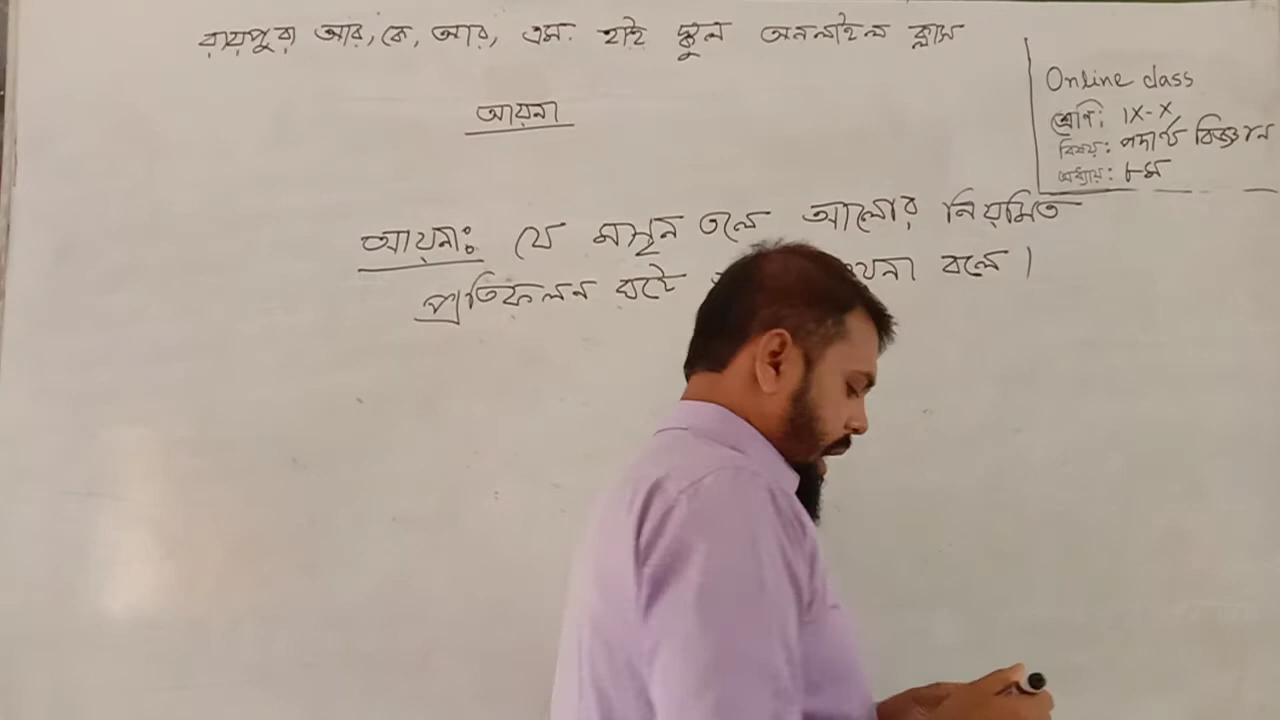 রায়পুরা আর, কে, আর, এম. হাই স্কুল অনলাইন ক্লাস
আয়না
Online class
শ্রেণি: IX-X
বিষয়: পদার্থ বিজ্ঞান
অধ্যায়: ৮ম
আয়নাঃ যে মসৃন তলে আলোর নিয়মিত
প্রতিফলন ঘটে বলে।